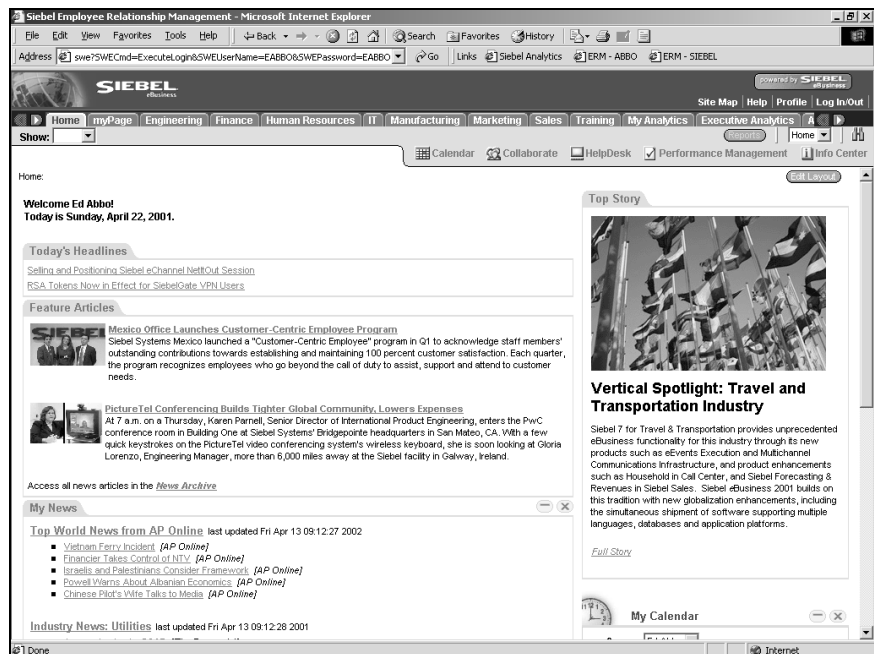 Siebel Employee Relationship Management - Microsoft Internet Explorer
File Edit View Favorites Tools Help Back Search Favorites History
Address swe?SWECmd=ExecuteLogin&SWEUserName=EABBO&SWEPassword=EABBO Go Links Siebel Analytics ERM - ABBO ERM - SIEBEL
SIEBEL
eBusiness
powered by SIEBEL
eBusiness
Site Map Help Profile Log In/Out
Home myPage Engineering Finance Human Resources IT Manufacturing Marketing Sales Training My Analytics Executive Analytics A
Show: Reports Home
Calendar Collaborate HelpDesk Performance Management Info Center
Home: Edit Layout
Welcome Ed Abbo!
Today is Sunday, April 22, 2001.
Today's Headlines
Selling and Positioning Siebel eChannel NetItOut Session
RSA Tokens Now in Effect for SiebelGate VPN Users
Feature Articles
SIEBEL
Mexico Office Launches Customer-Centric Employee Program
Siebel Systems Mexico launched a "Customer-Centric Employee" program in Q1 to acknowledge staff members'
outstanding contributions towards establishing and maintaining 100 percent customer satisfaction. Each quarter,
the program recognizes employees who go beyond the call of duty to assist, support and attend to customer
needs.
PictureTel Conferencing Builds Tighter Global Community, Lowers Expenses
At 7 a.m. on a Thursday, Karen Parnell, Senior Director of International Product Engineering, enters the PwC
conference room in Building One at Siebel Systems' Bridgepointe headquarters in San Mateo, CA. With a few
quick keystrokes on the PictureTel video conferencing system's wireless keyboard, she is soon looking at Gloria
Lorenzo, Engineering Manager, more than 6,000 miles away at the Siebel facility in Galway, Ireland.
Access all news articles in the News Archive
My News
Top World News from AP Online last updated Fri Apr 13 09:12:27 2002
Vietnam Ferry Incident [AP Online]
Financier Takes Control of NTV [AP Online]
Israelis and Palestinians Consider Framework [AP Online]
Powell Warns About Albanian Economics [AP Online]
Chinese Pilot's Wife Talks to Media [AP Online]
Industry News: Utilities last updated Fri Apr 13 09:12:28 2001
Top Story
Vertical Spotlight: Travel and
Transportation Industry
Siebel 7 for Travel & Transportation provides unprecedented
eBusiness functionality for this industry through its new
products such as eEvents Execution and Multichannel
Communications Infrastructure, and product enhancements
such as Household in Call Center, and Siebel Forecasting &
Revenues in Siebel Sales. Siebel eBusiness 2001 builds on
this tradition with new globalization enhancements, including
the simultaneous shipment of software supporting multiple
languages, databases and application platforms.
Full Story
My Calendar
Done Internet